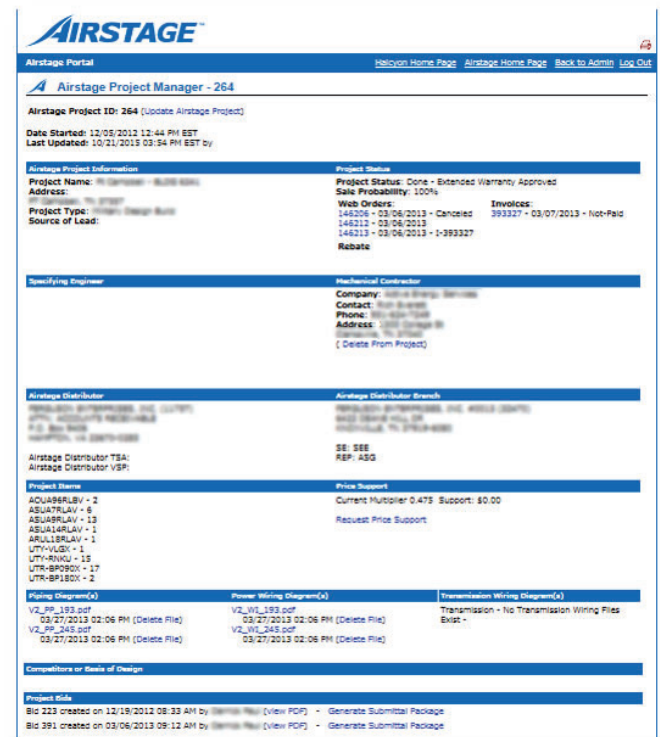 AIRSTAGE™
Airstage Portal Halcyon Home Page Airstage Home Page Back to Admin Log Out
Airstage Project Manager - 264
Airstage Project ID: 264 (Update Airstage Project)
Date Started: 12/05/2012 12:44 PM EST
Last Updated: 10/21/2015 03:54 PM EST by
Airstage Project Information
Project Name:
Address:
Project Type:
Source of Lead:
Project Status
Project Status: Done - Extended Warranty Approved
Sale Probability: 100%
Web Orders: Invoices:
146206 - 03/06/2013 - Canceled 393327 - 03/07/2013 - Not-Paid
146212 - 03/06/2013
146213 - 03/06/2013 - I-393327
Rebate
Specifying Engineer
Mechanical Contractor
Company:
Contact:
Phone:
Address:
( Delete From Project)
Airstage Distributor
Airstage Distributor TSA:
Airstage Distributor VSP:
Airstage Distributor Branch
SE: SEE
REP: ASG
Project Items
AOUA96RLBV - 2
ASUA7RLAV - 6
ASUA9RLAV - 13
ASUA14RLAV - 1
ARUL18RLAV - 1
UTY-VLGX - 1
UTY-RNKU - 15
UTR-BP090X - 17
UTR-BP180X - 2
Price Support
Current Multiplier 0.475 Support: $0.00
Request Price Support
Piping Diagram(s)
V2_PP_193.pdf
03/27/2013 02:06 PM (Delete File)
V2_PP_245.pdf
03/27/2013 02:06 PM (Delete File)
Power Wiring Diagram(s)
V2_WI_193.pdf
03/27/2013 02:06 PM (Delete File)
V2_WI_245.pdf
03/27/2013 02:06 PM (Delete File)
Transmission Wiring Diagram(s)
Transmission - No Transmission Wiring Files
Exist -
Competitors or Basis of Design
Project Bids
Bid 223 created on 12/19/2012 08:33 AM by (view PDF) - Generate Submittal Package
Bid 391 created on 03/06/2013 09:12 AM by (view PDF) - Generate Submittal Package